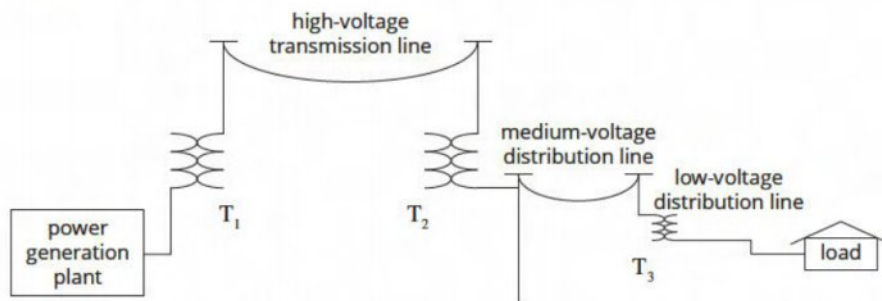 high-voltage
transmission line
medium-voltage
distribution line
low-voltage
distribution line
T1
T2
T3
power
generation
plant
load